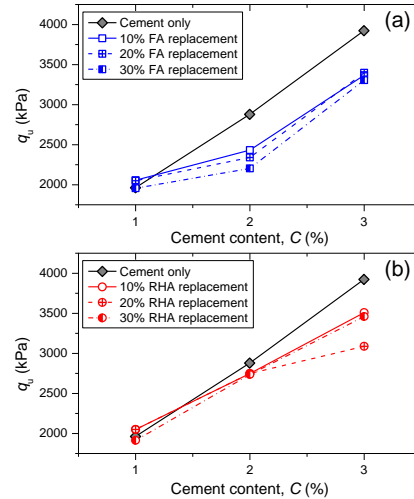 (a)
Cement only
10% FA replacement
20% FA replacement
30% FA replacement
4000
3500
3000
2500
2000
qu (kPa)
1 2 3
Cement content, C (%)
(b)
Cement only
10% RHA replacement
20% RHA replacement
30% RHA replacement
4000
3500
3000
2500
2000
qu (kPa)
1 2 3
Cement content, C (%)